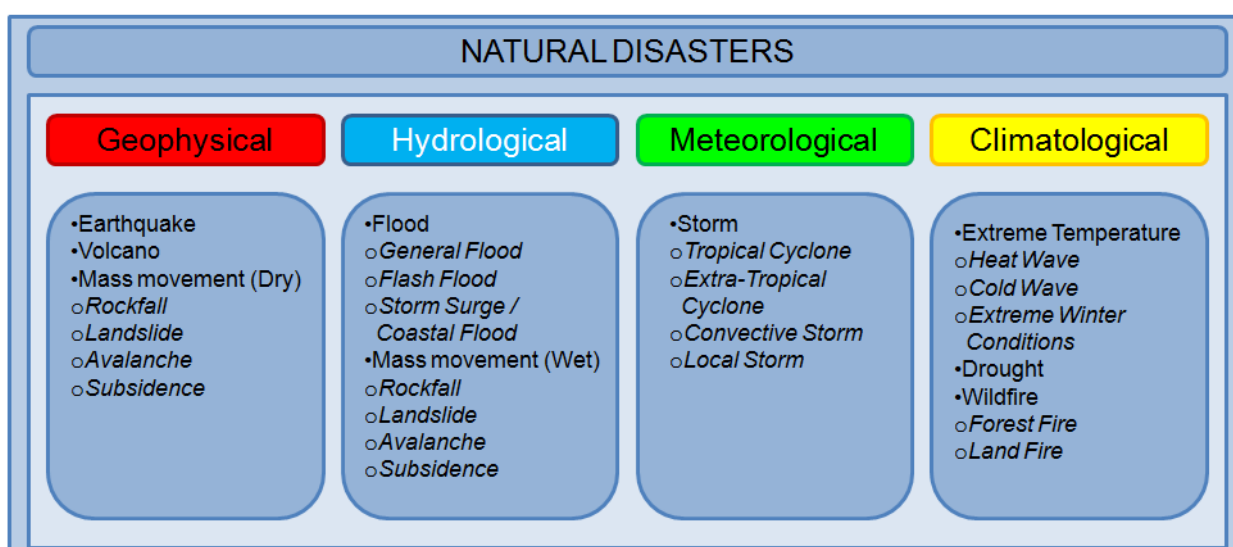 NATURAL DISASTERS
Geophysical
•Earthquake
•Volcano
•Mass movement (Dry)
oRockfall
oLandslide
oAvalanche
oSubsidence
Hydrological
•Flood
oGeneral Flood
oFlash Flood
oStorm Surge /
Coastal Flood
•Mass movement (Wet)
oRockfall
oLandslide
oAvalanche
oSubsidence
Meteorological
•Storm
oTropical Cyclone
oExtra-Tropical
Cyclone
oConvective Storm
oLocal Storm
Climatological
•Extreme Temperature
oHeat Wave
oCold Wave
oExtreme Winter
Conditions
•Drought
•Wildfire
oForest Fire
oLand Fire